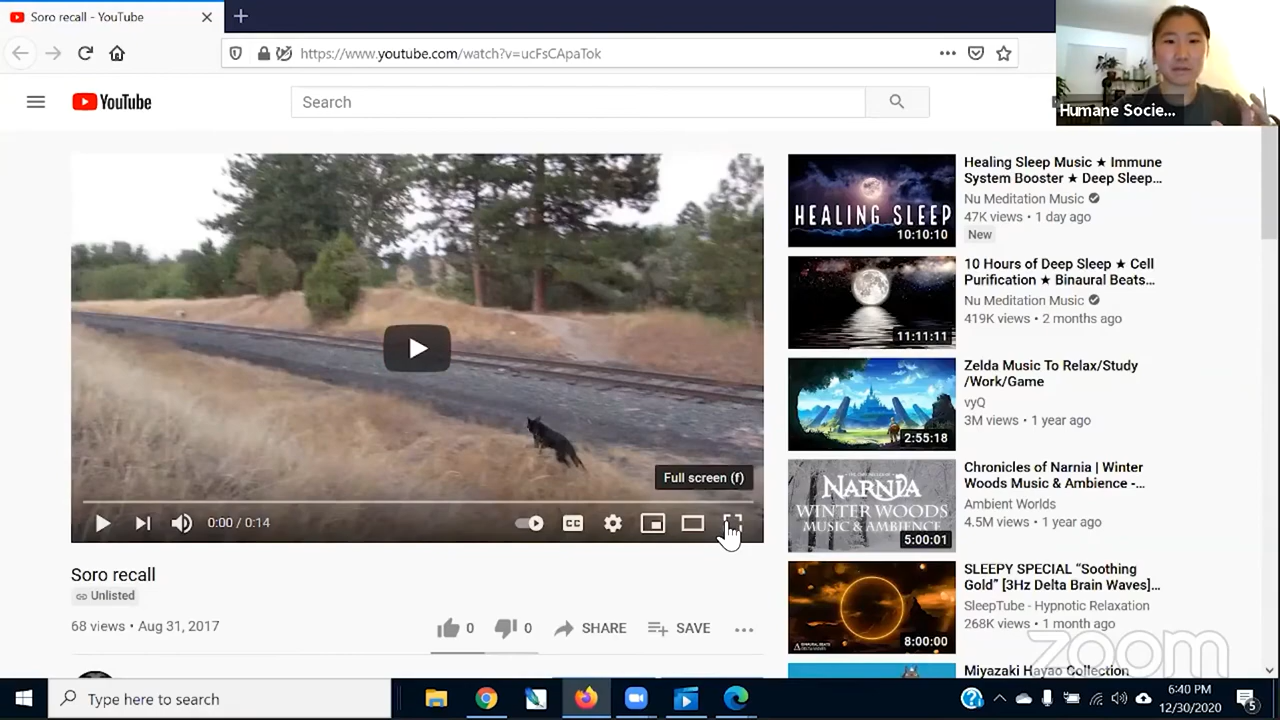 Soro recall - YouTube
https://www.youtube.com/watch?v=ucFsCApaTok
YouTube
Search
Humane Socie...
Full screen (f)
0:00 / 0:14
CC
Soro recall
Unlisted
68 views • Aug 31, 2017
0
0
SHARE
SAVE
HEALING SLEEP
10:10:10
Healing Sleep Music ★ Immune
System Booster ★ Deep Sleep...
Nu Meditation Music
47K views • 1 day ago
New
11:11:11
10 Hours of Deep Sleep ★ Cell
Purification ★ Binaural Beats...
Nu Meditation Music
419K views • 2 months ago
2:55:18
Zelda Music To Relax/Study
/Work/Game
vyQ
3M views • 1 year ago
NARNIA
WINTER WOODS
MUSIC & AMBIENCE
5:00:01
Chronicles of Narnia | Winter
Woods Music & Ambience -...
Ambient Worlds
4.5M views • 1 year ago
8:00:00
SLEEPY SPECIAL “Soothing
Gold” [3Hz Delta Brain Waves]...
SleepTube - Hypnotic Relaxation
268K views • 1 month ago
Miyazaki Hayao Collection
zoom
Type here to search
6:40 PM
12/30/2020
5